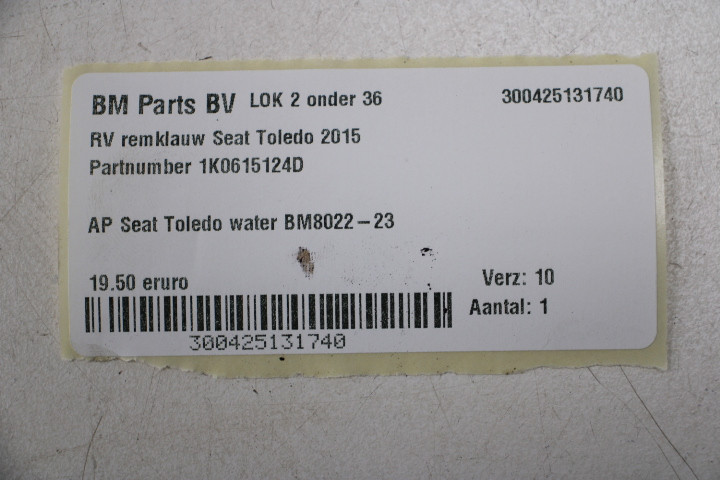 BM Parts BV LOK 2 onder 36 300425131740
RV remklauw Seat Toledo 2015
Partnumber 1K0615124D
AP Seat Toledo water BM8022-23
19.50 eruro Verz: 10
Aantal: 1
300425131740